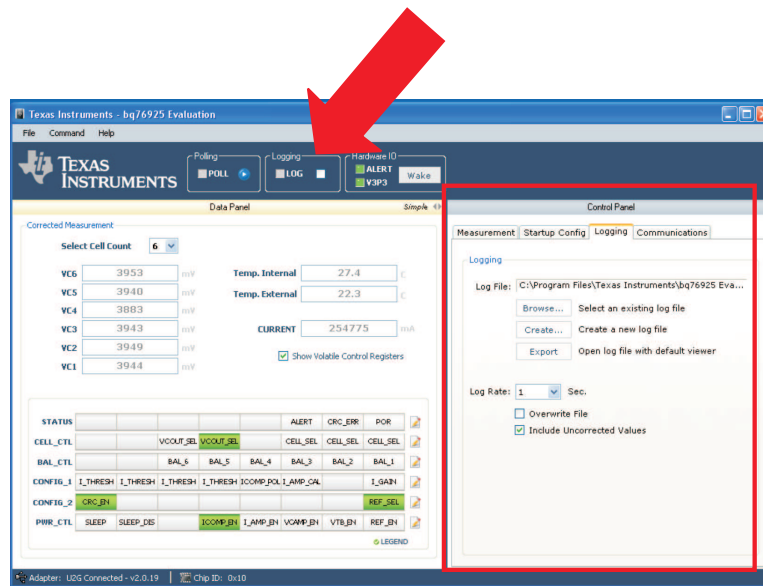 Texas Instruments - bq76925 Evaluation
File Command Help
TEXAS INSTRUMENTS
Polling
POLL
Logging
LOG
Hardware IO
ALERT
V3P3
Wake
Data Panel
Simple
Corrected Measurement
Select Cell Count 6
VC6 3953 mV
VC5 3940 mV
VC4 3883 mV
VC3 3943 mV
VC2 3949 mV
VC1 3944 mV
Temp. Internal 27.4 C
Temp. External 22.3 C
CURRENT 254775 mA
Show Volatile Control Registers
STATUS ALERT CRC_ERR POR
CELL_CTL VCOUT_SEL VCOUT_SEL CELL_SEL CELL_SEL CELL_SEL
BAL_CTL BAL_6 BAL_5 BAL_4 BAL_3 BAL_2 BAL_1
CONFIG_1 I_THRESH I_THRESH I_THRESH I_THRESH ICOMP_POL I_AMP_CAL I_GAIN
CONFIG_2 CRC_EN REF_SEL
PWR_CTL SLEEP SLEEP_DIS ICOMP_EN I_AMP_EN VCAMP_EN VTB_EN REF_EN
LEGEND
Control Panel
Measurement Startup Config Logging Communications
Logging
Log File: C:\Program Files\Texas Instruments\bq76925 Eva...
Browse... Select an existing log file
Create... Create a new log file
Export Open log file with default viewer
Log Rate: 1 Sec.
Overwrite File
Include Uncorrected Values
Adapter: U2G Connected - v2.0.19 Chip ID: 0x10